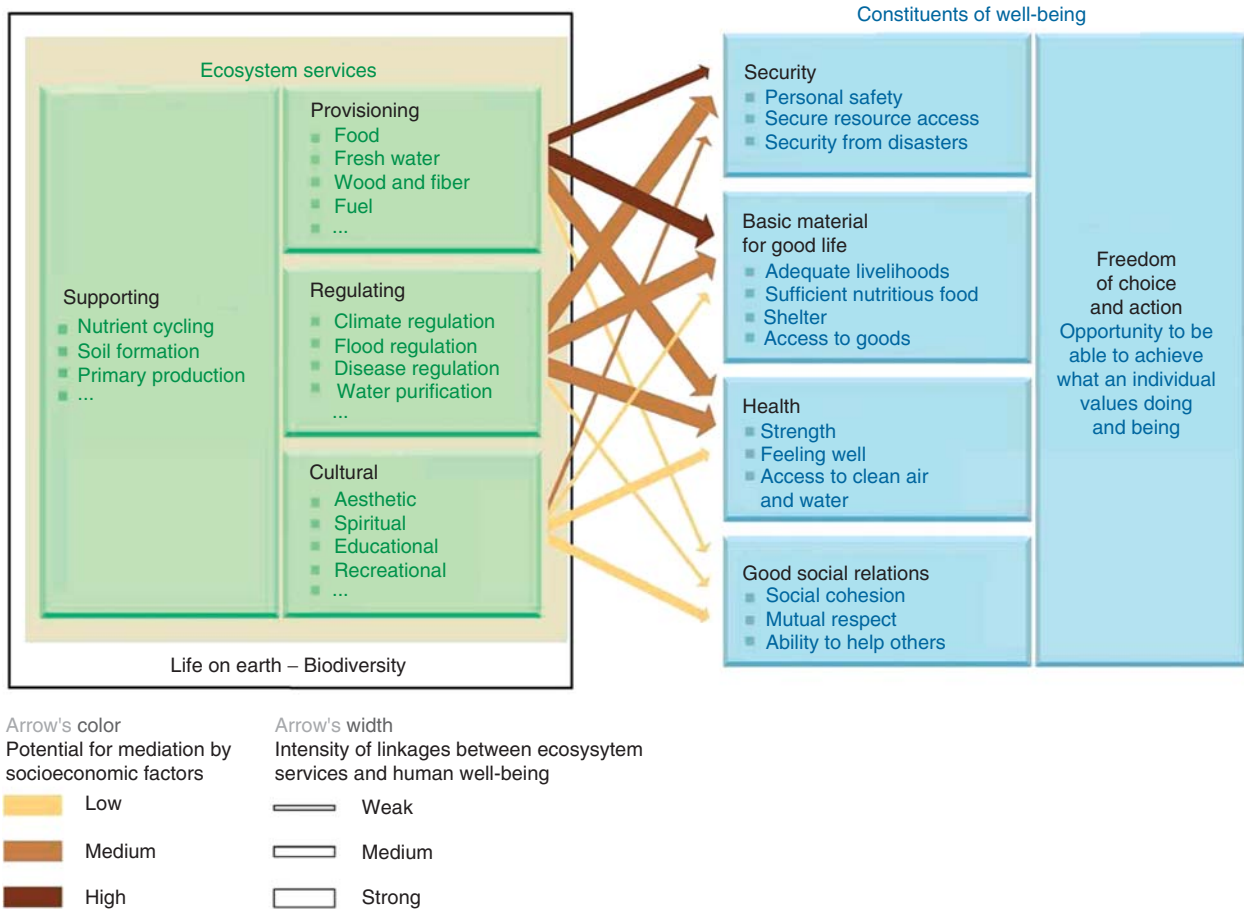 Constituents of well-being
Ecosystem services
Provisioning
Food
Fresh water
Wood and fiber
Fuel
...
Supporting
Nutrient cycling
Soil formation
Primary production
...
Regulating
Climate regulation
Flood regulation
Disease regulation
Water purification
...
Cultural
Aesthetic
Spiritual
Educational
Recreational
...
Life on earth – Biodiversity
Security
Personal safety
Secure resource access
Security from disasters
Basic material
for good life
Adequate livelihoods
Sufficient nutritious food
Shelter
Access to goods
Health
Strength
Feeling well
Access to clean air
and water
Good social relations
Social cohesion
Mutual respect
Ability to help others
Freedom
of choice
and action
Opportunity to be
able to achieve
what an individual
values doing
and being
Arrow's color
Potential for mediation by
socioeconomic factors
Low
Medium
High
Arrow's width
Intensity of linkages between ecosysytem
services and human well-being
Weak
Medium
Strong